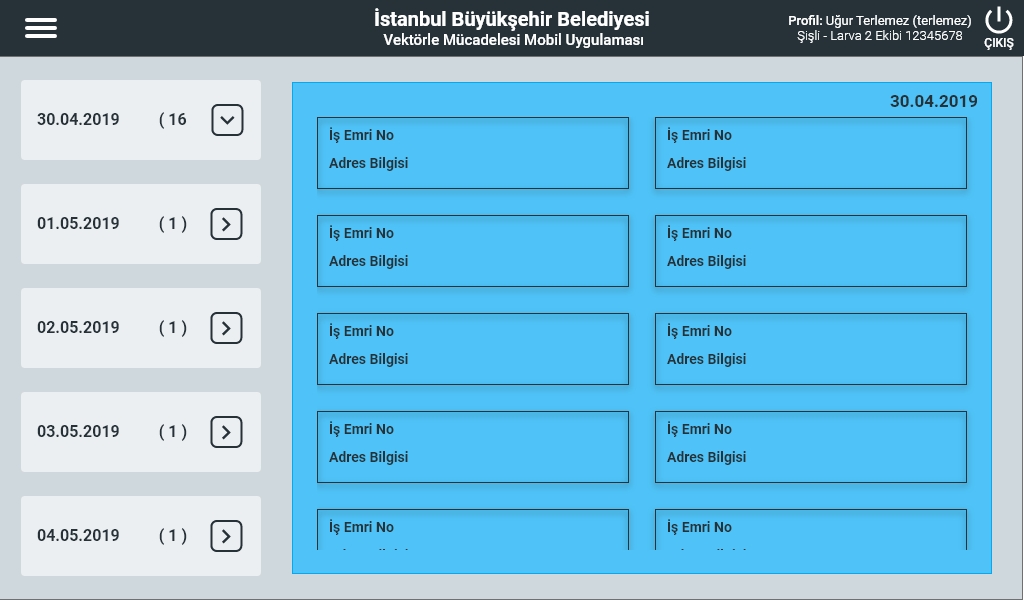 İstanbul Büyükşehir Belediyesi
Vektörle Mücadelesi Mobil Uygulaması
Profil: Uğur Terlemez (terlemez)
Şişli - Larva 2 Ekibi 12345678
ÇIKIŞ
30.04.2019 ( 16
01.05.2019 ( 1 )
02.05.2019 ( 1 )
03.05.2019 ( 1 )
04.05.2019 ( 1 )
30.04.2019
İş Emri No
Adres Bilgisi
İş Emri No
Adres Bilgisi
İş Emri No
Adres Bilgisi
İş Emri No
Adres Bilgisi
İş Emri No
Adres Bilgisi
İş Emri No
Adres Bilgisi
İş Emri No
Adres Bilgisi
İş Emri No
Adres Bilgisi
İş Emri No
İş Emri No